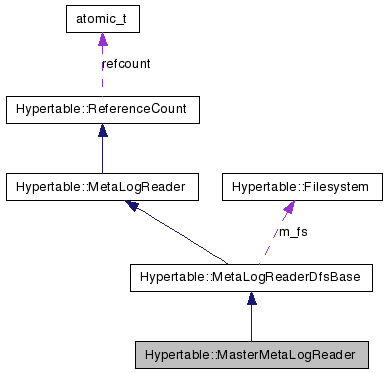 atomic_t
refcount
Hypertable::ReferenceCount
Hypertable::MetaLogReader
Hypertable::Filesystem
m_fs
Hypertable::MetaLogReaderDfsBase
Hypertable::MasterMetaLogReader